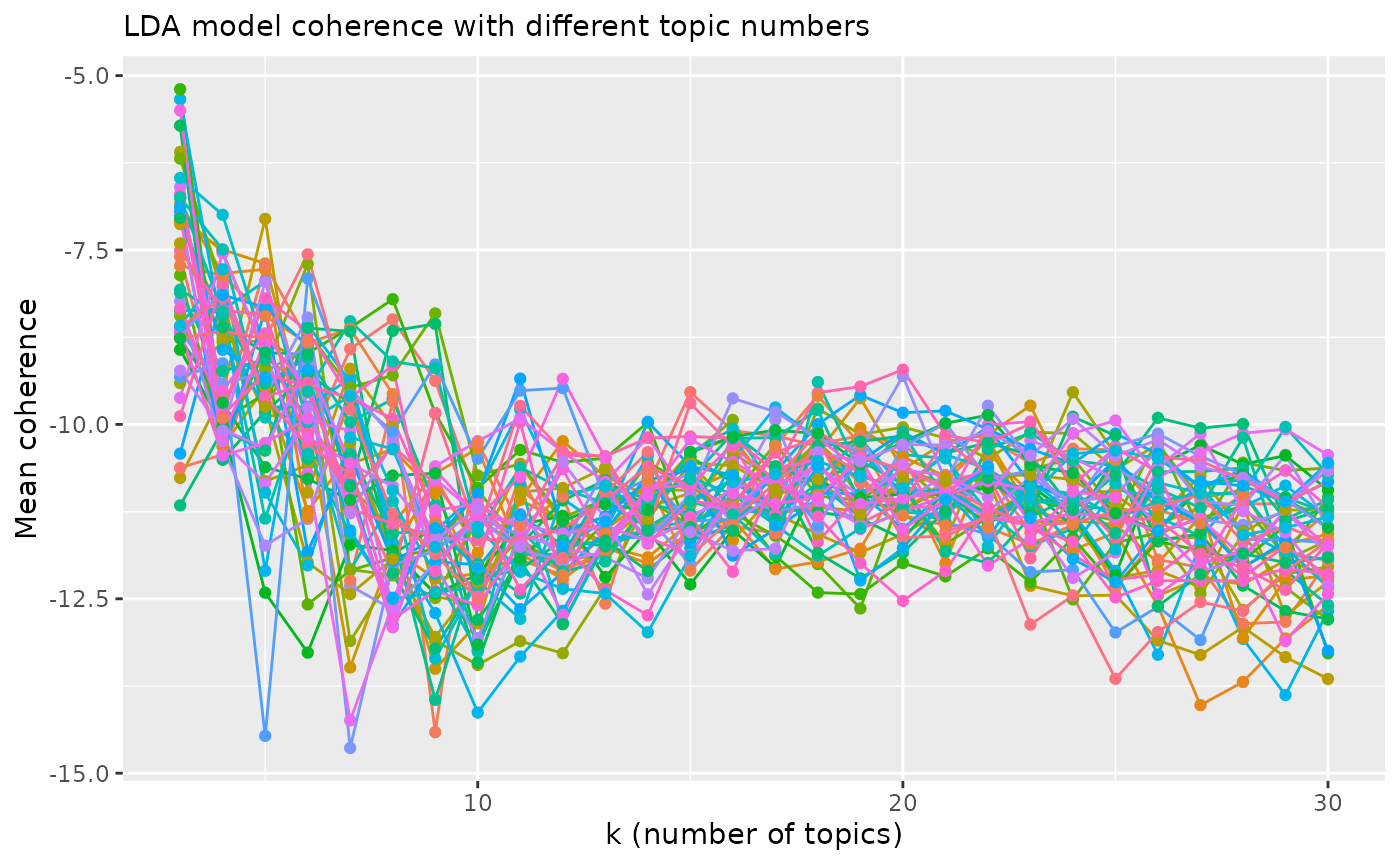 LDA model coherence with different topic numbers
Mean coherence
-5.0
-7.5
-10.0
-12.5
-15.0
10
20
30
k (number of topics)